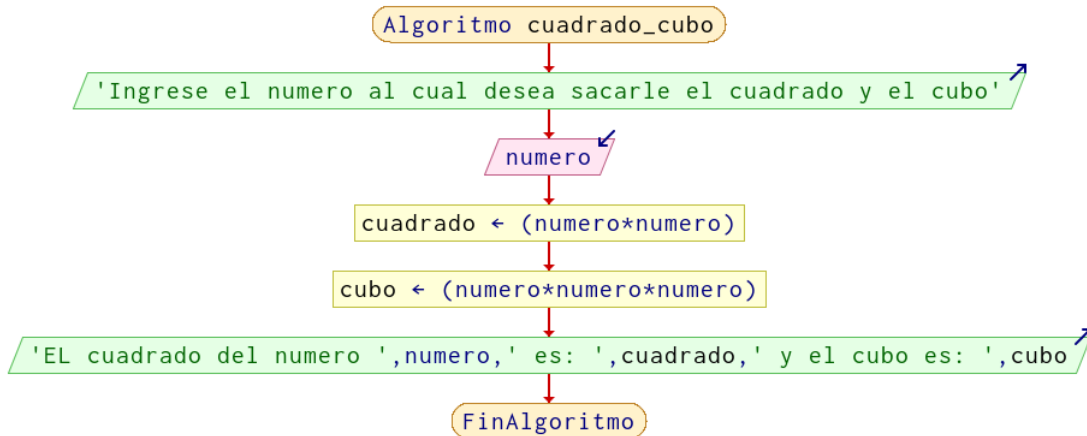 Algoritmo cuadrado_cubo
'Ingrese el numero al cual desea sacarle el cuadrado y el cubo'
numero
cuadrado ← (numero*numero)
cubo ← (numero*numero*numero)
'EL cuadrado del numero ',numero,' es: ',cuadrado,' y el cubo es: ',cubo
FinAlgoritmo